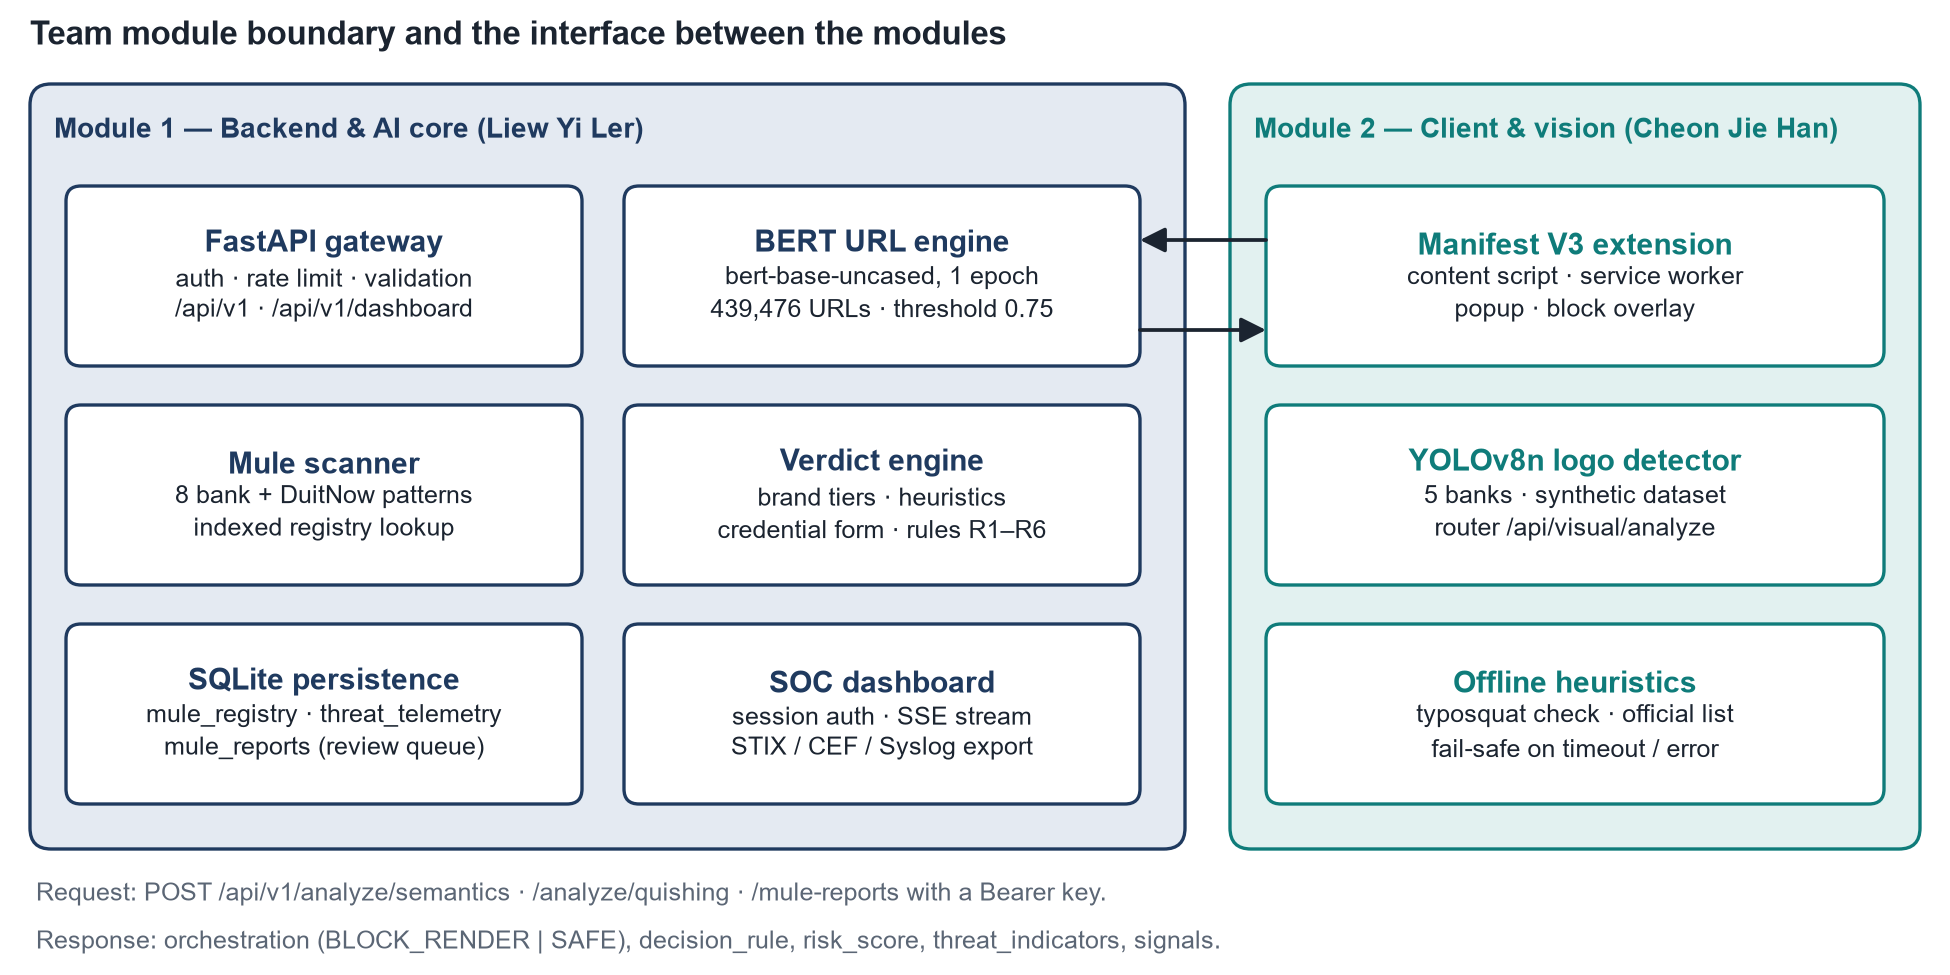 Team module boundary and the interface between the modules
Module 1 — Backend & AI core (Liew Yi Ler)
FastAPI gateway
auth · rate limit · validation
/api/v1 · /api/v1/dashboard
BERT URL engine
bert-base-uncased, 1 epoch
439,476 URLs · threshold 0.75
Mule scanner
8 bank + DuitNow patterns
indexed registry lookup
Verdict engine
brand tiers · heuristics
credential form · rules R1–R6
SQLite persistence
mule_registry · threat_telemetry
mule_reports (review queue)
SOC dashboard
session auth · SSE stream
STIX / CEF / Syslog export
Module 2 — Client & vision (Cheon Jie Han)
Manifest V3 extension
content script · service worker
popup · block overlay
YOLOv8n logo detector
5 banks · synthetic dataset
router /api/visual/analyze
Offline heuristics
typosquat check · official list
fail-safe on timeout / error
Request: POST /api/v1/analyze/semantics · /analyze/quishing · /mule-reports with a Bearer key.
Response: orchestration (BLOCK_RENDER | SAFE), decision_rule, risk_score, threat_indicators, signals.